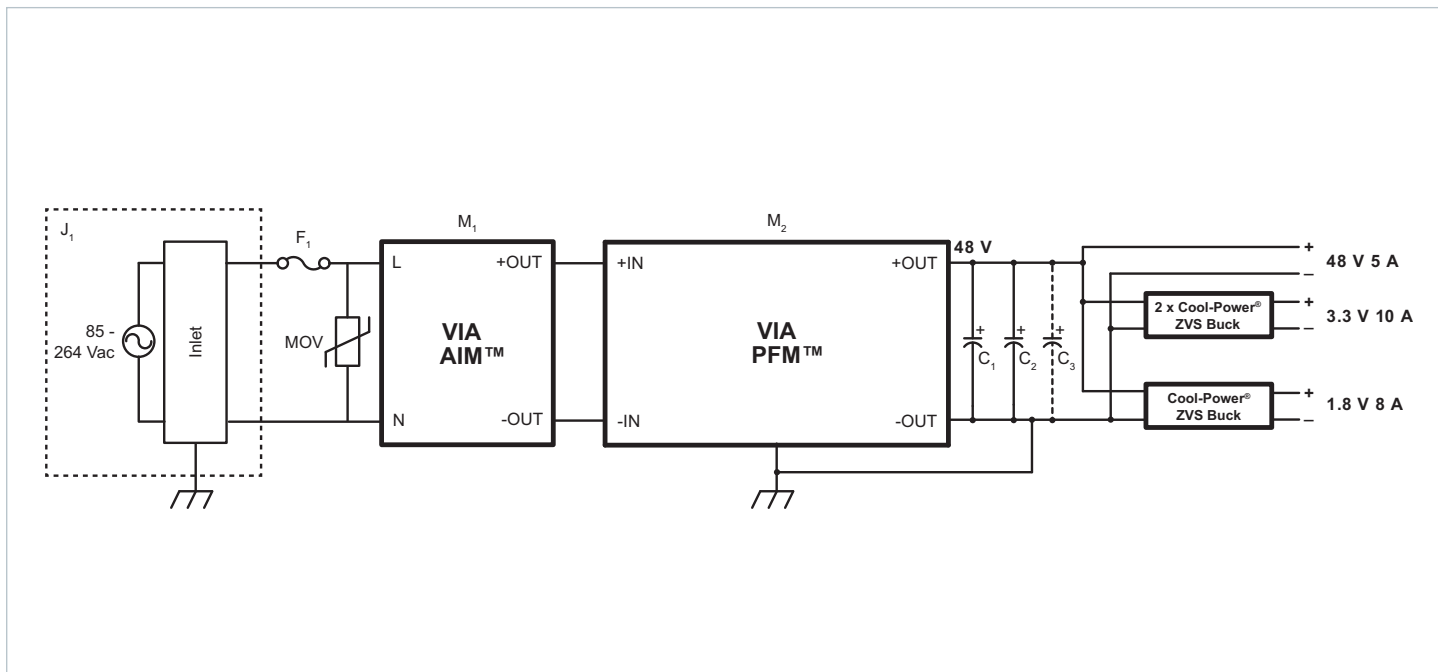 J1
F1
M1
M2
85 -
264 Vac
Inlet
MOV
L
N
VIA
AIM™
+OUT
-OUT
+IN
-IN
VIA
PFM™
+OUT
-OUT
48 V
+
C1
+
C2
+
C3
+
–
48 V 5 A
2 x Cool-Power®
ZVS Buck
+
–
3.3 V 10 A
Cool-Power®
ZVS Buck
+
–
1.8 V 8 A